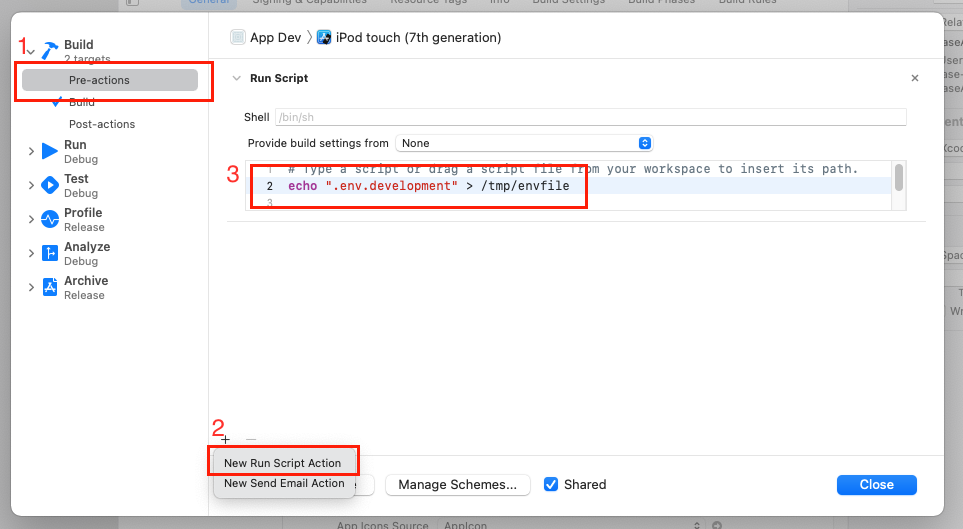 General
Signing & Capabilities
Resource Tags
Info
Build Settings
Build Phases
Build Rules
1
Build
2 targets
Pre-actions
Build
Post-actions
Run
Debug
Test
Debug
Profile
Release
Analyze
Debug
Archive
Release
App Dev
iPod touch (7th generation)
Run Script
Shell
/bin/sh
Provide build settings from
None
3
1 # Type a script or drag a script file from your workspace to insert its path.
2 echo ".env.development" > /tmp/envfile
3
2
+
New Run Script Action
New Send Email Action
Manage Schemes...
Shared
Close
App Icons Source
AppIcon